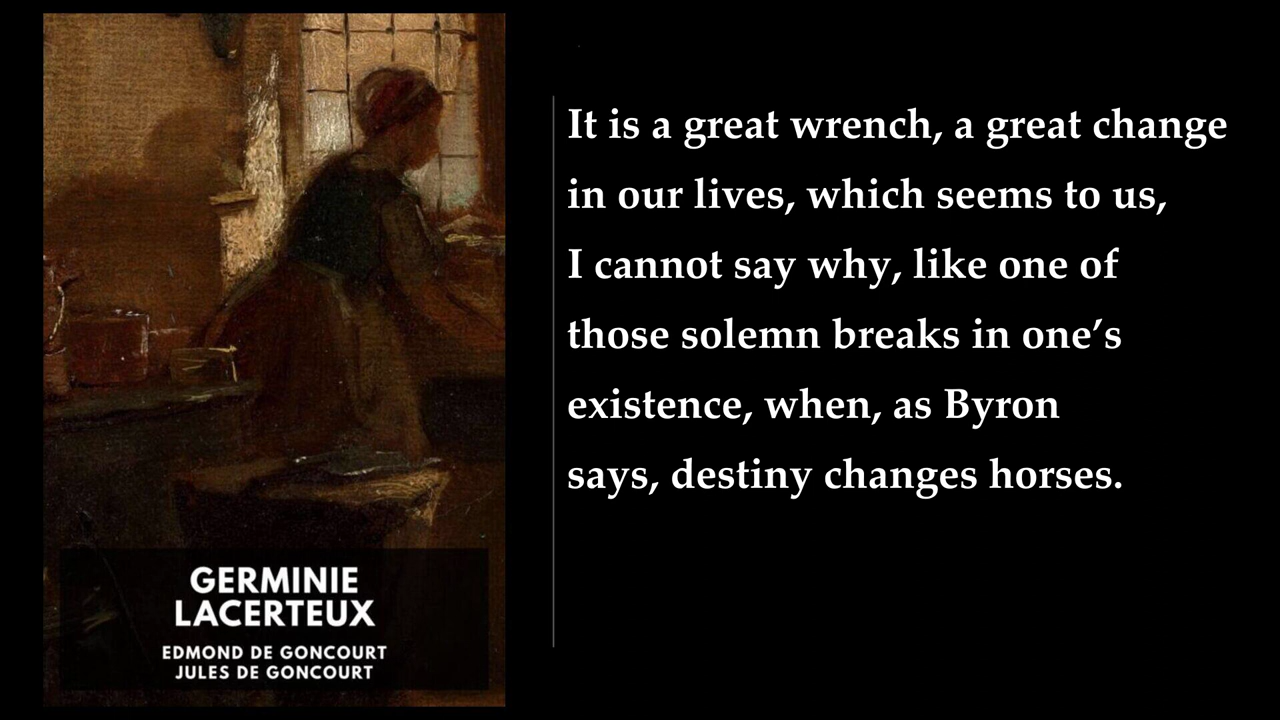 It is a great wrench, a great change
in our lives, which seems to us,
I cannot say why, like one of
those solemn breaks in one’s
existence, when, as Byron
says, destiny changes horses.
GERMINIE
LACERTEUX
EDMOND DE GONCOURT
JULES DE GONCOURT